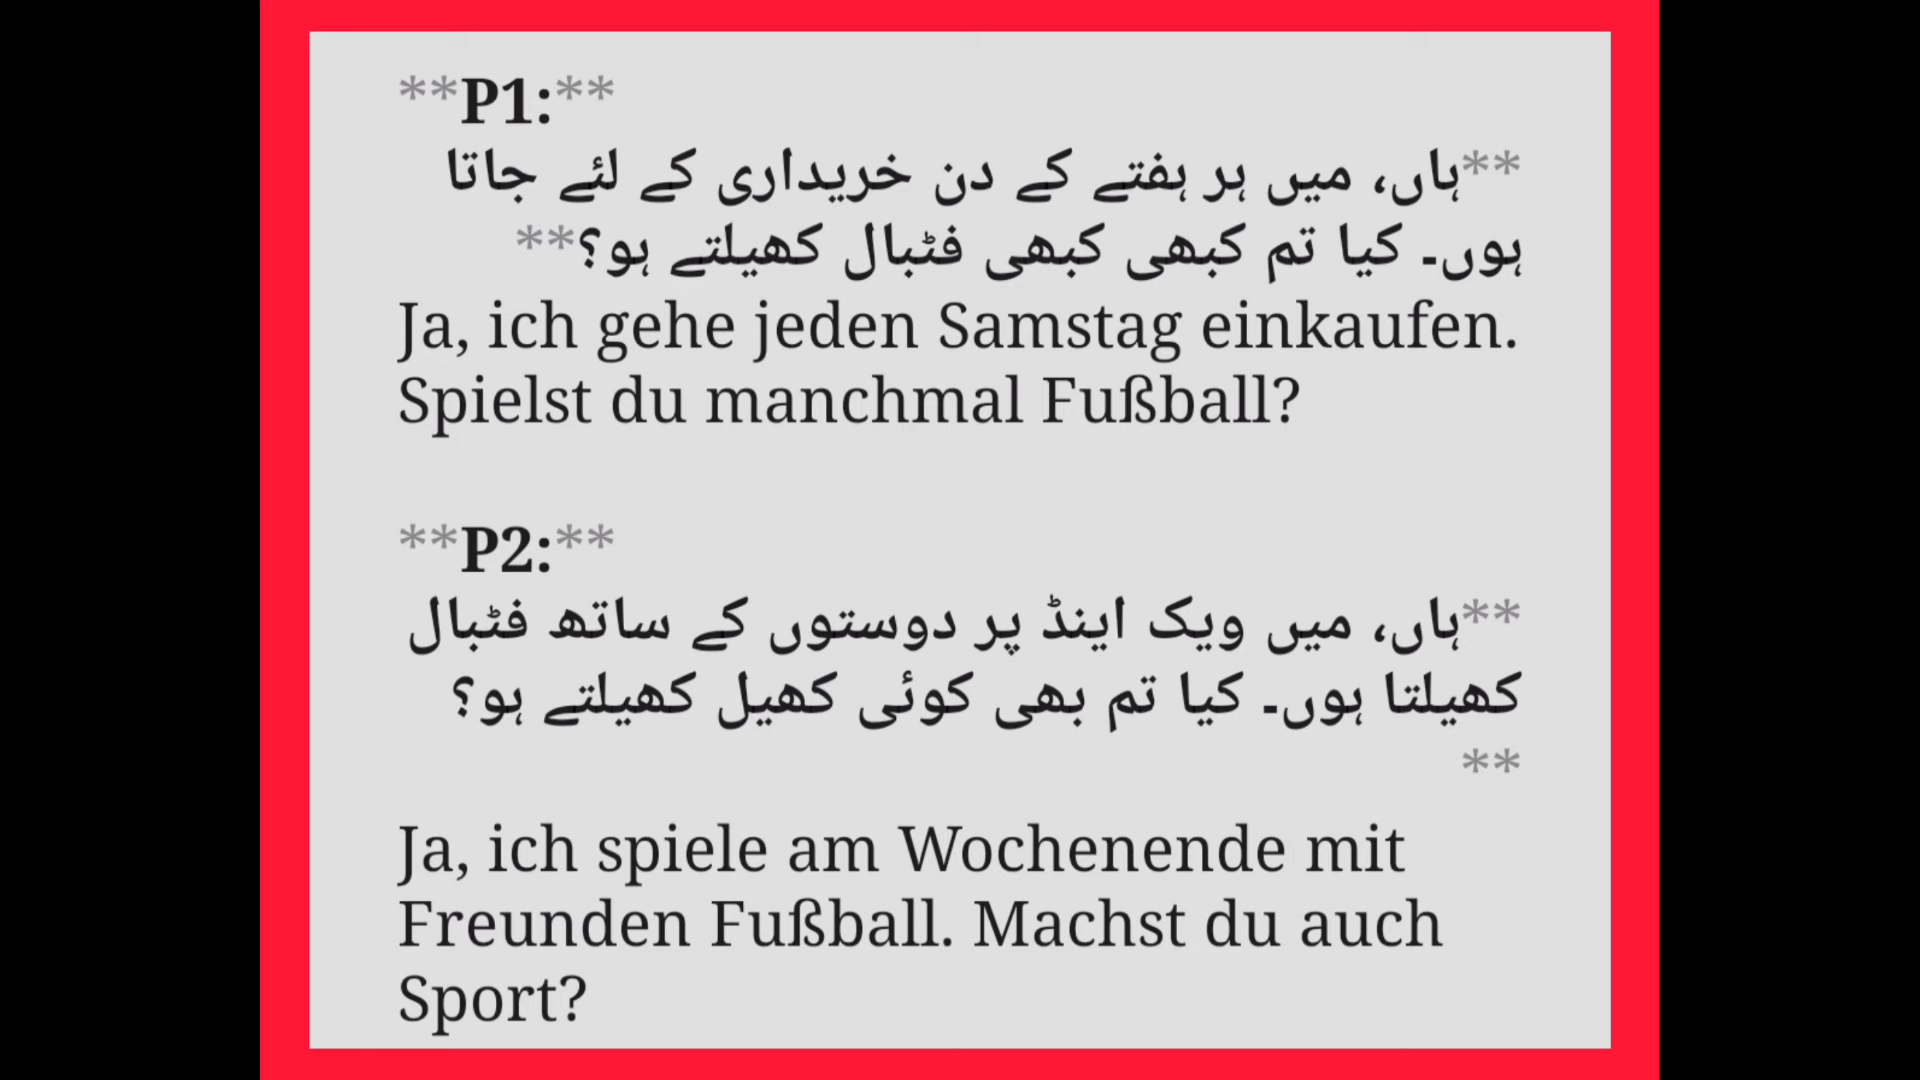 **P1:**
**ہاں، میں ہر ہفتے کے دن خریداری کے لئے جاتا
ہوں۔ کیا تم کبھی کبھی فٹبال کھیلتے ہو؟**
Ja, ich gehe jeden Samstag einkaufen.
Spielst du manchmal Fußball?
**P2:**
**ہاں، میں ویک اینڈ پر دوستوں کے ساتھ فٹبال
کھیلتا ہوں۔ کیا تم بھی کوئی کھیل کھیلتے ہو؟
**
Ja, ich spiele am Wochenende mit
Freunden Fußball. Machst du auch
Sport?